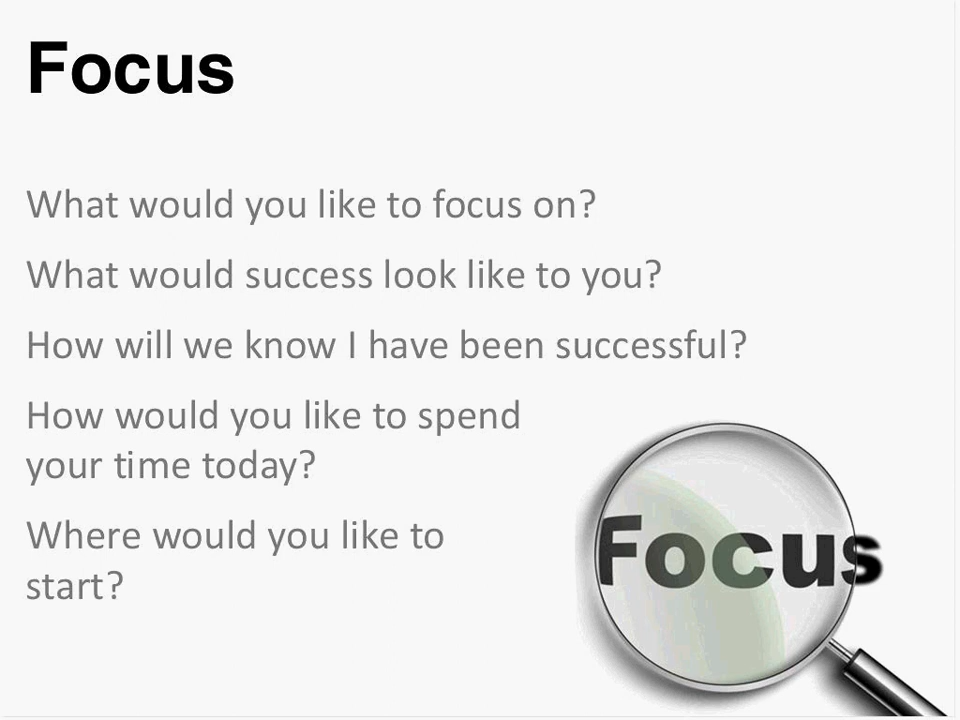 Focus
What would you like to focus on?
What would success look like to you?
How will we know I have been successful?
How would you like to spend
your time today?
Where would you like to
start?
Focus